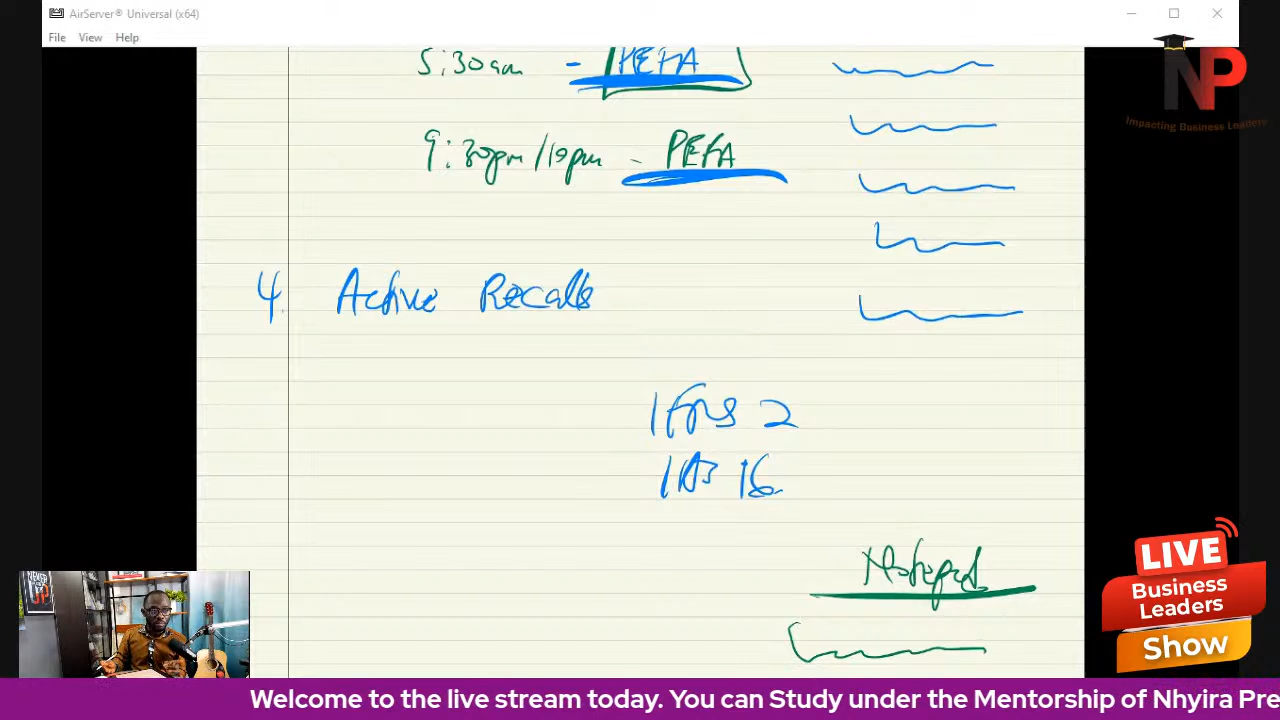 AirServer® Universal (x64)
File View Help
5:30am - PEFA
9:30pm/10pm - PEFA
4. Active Recalls
IFRS 2
IAS 16
Notepad
NP
Impacting Business Leaders
LIVE
Business
Leaders
Show
Welcome to the live stream today. You can Study under the Mentorship of Nhyira Pre